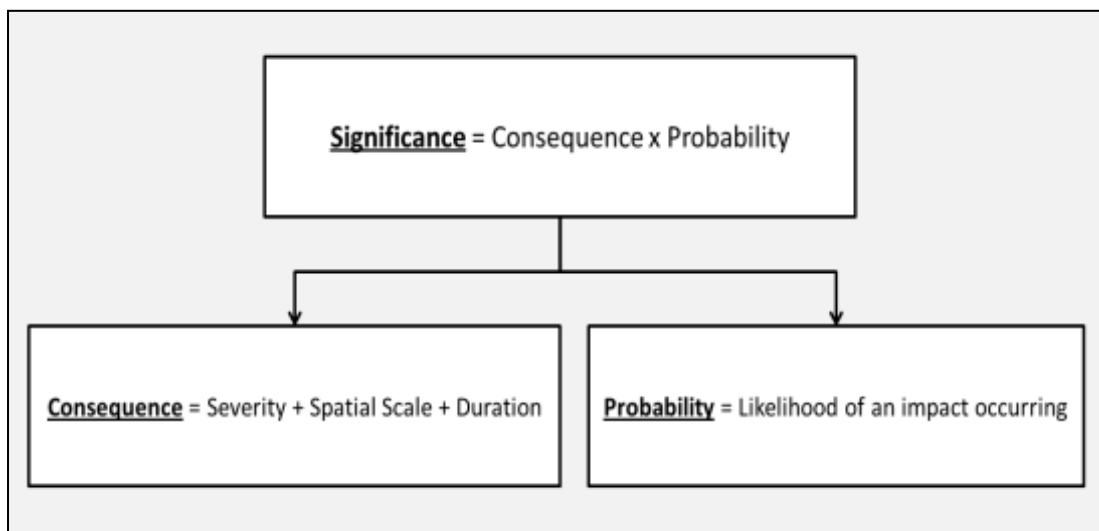 Significance = Consequence x Probability
Consequence = Severity + Spatial Scale + Duration
Probability = Likelihood of an impact occurring